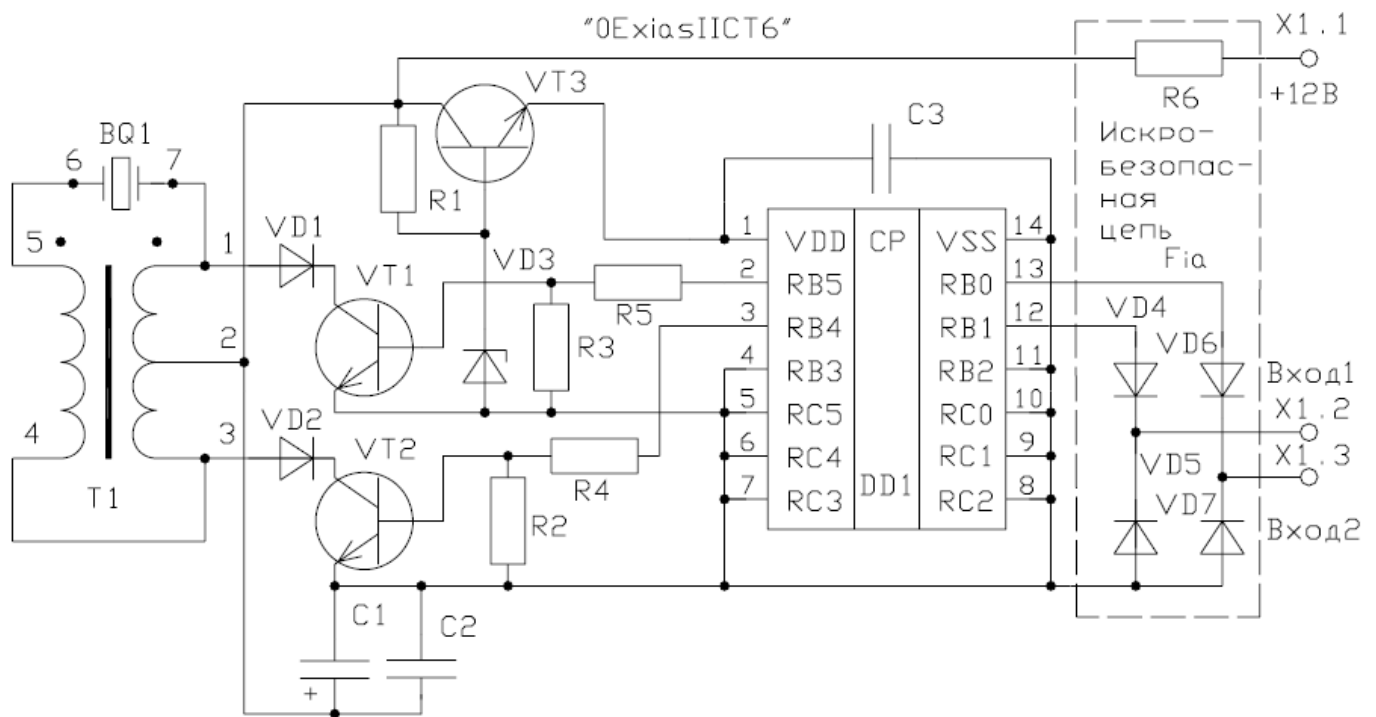 "0ExiasIICT6"
X1.1
+12В
R6
Искро-
безопас-
ная
цепь
Fia
VT3
C3
BQ1
6
7
R1
5
1
VD1
VT1
VD3
2
R5
R3
4
3
VD2
VT2
R4
R2
T1
C1
C2
+
1
VDD
CP
VSS
14
2
RB5
RB0
13
3
RB4
RB1
12
4
RB3
RB2
11
5
RC5
RC0
10
6
RC4
RC1
9
7
RC3
DD1
RC2
8
VD4
VD6
Вход1
X1.2
X1.3
VD5
VD7
Вход2